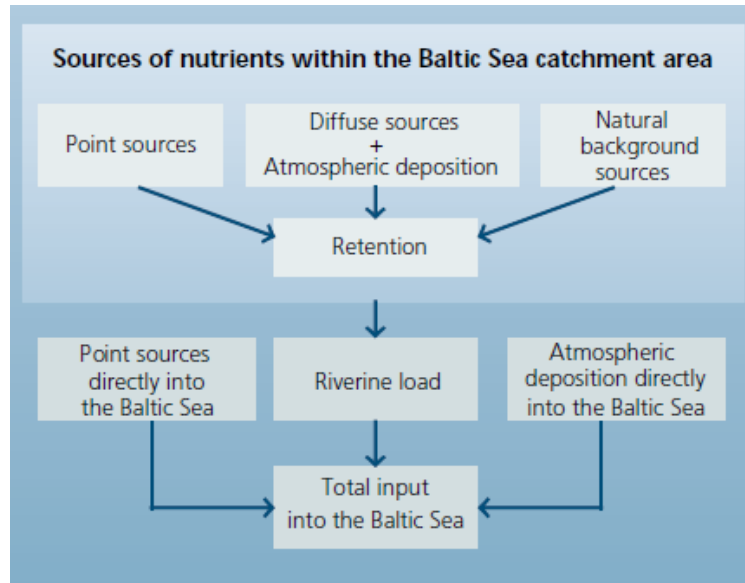 Sources of nutrients within the Baltic Sea catchment area
Point sources
Diffuse sources
+
Atmospheric deposition
Natural
background
sources
Retention
Point sources
directly into
the Baltic Sea
Riverine load
Atmospheric
deposition directly
into the Baltic Sea
Total input
into the Baltic Sea